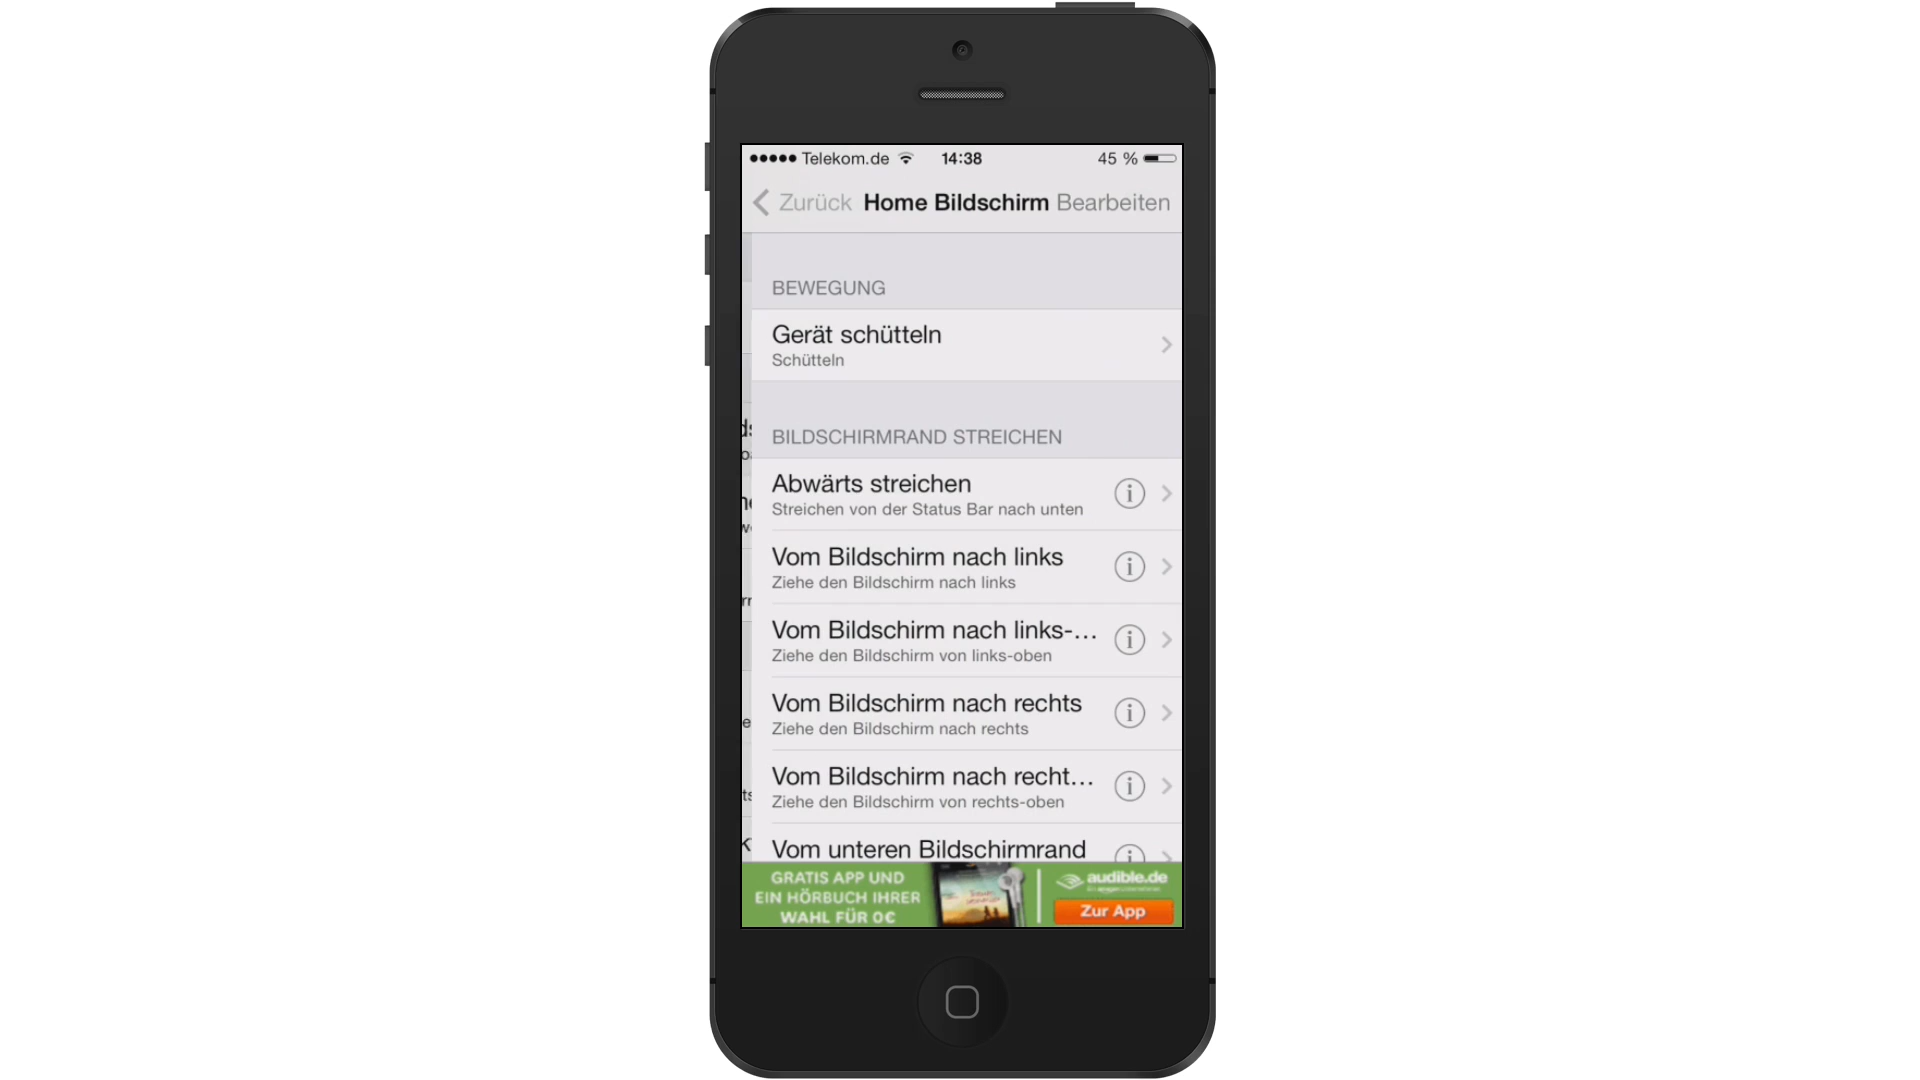 Telekom.de 14:38 45 %
Zurück Home Bildschirm Bearbeiten
BEWEGUNG
Gerät schütteln
Schütteln
BILDSCHIRMRAND STREICHEN
Abwärts streichen
Streichen von der Status Bar nach unten
Vom Bildschirm nach links
Ziehe den Bildschirm nach links
Vom Bildschirm nach links-...
Ziehe den Bildschirm von links-oben
Vom Bildschirm nach rechts
Ziehe den Bildschirm nach rechts
Vom Bildschirm nach recht...
Ziehe den Bildschirm von rechts-oben
Vom unteren Bildschirmrand
GRATIS APP UND
EIN HÖRBUCH IHRER
WAHL FÜR 0€
audible.de
Zur App